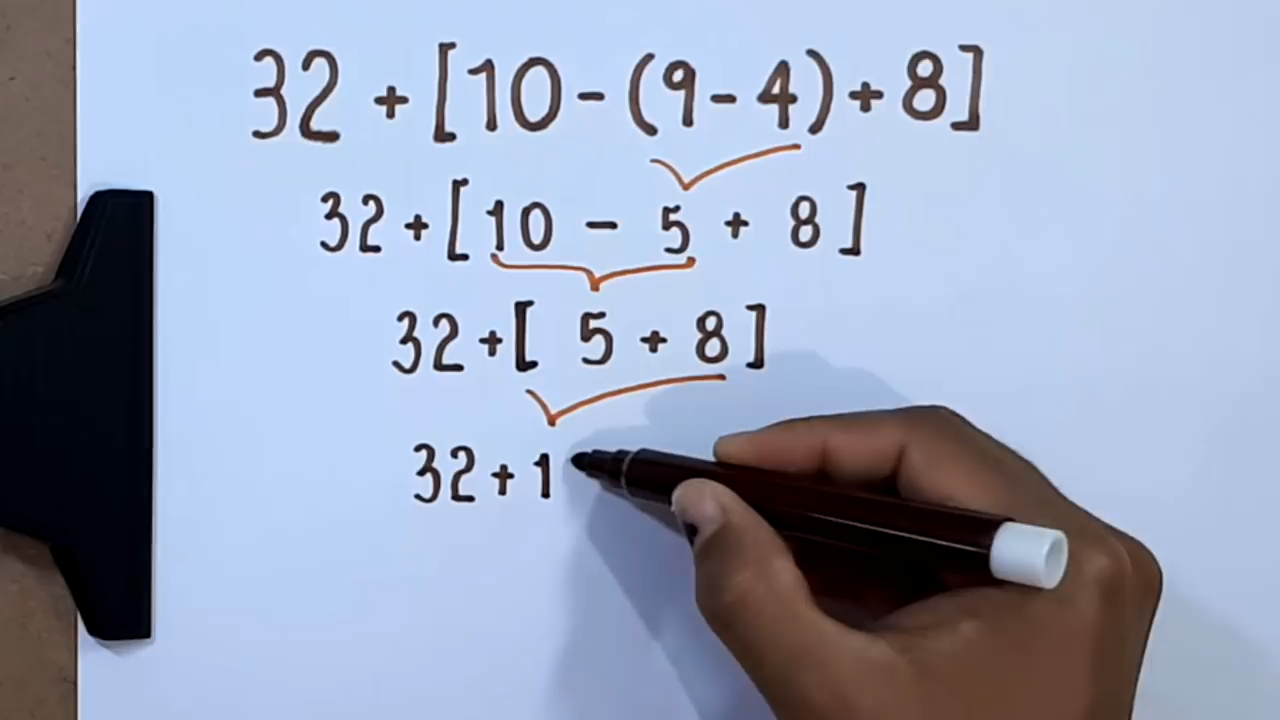 32 + [10 - (9 - 4) + 8]
32 + [10 - 5 + 8]
32 + [ 5 + 8]
32 + 1